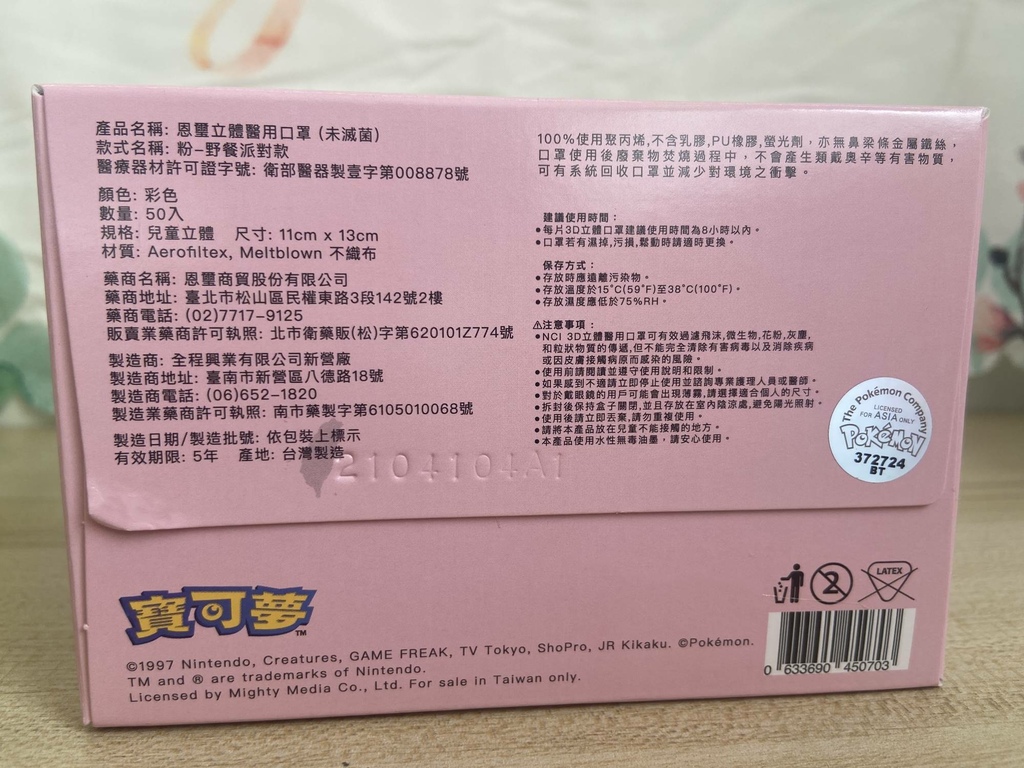 產品名稱: 恩璽立體醫用口罩 (未滅菌)
款式名稱: 粉-野餐派對款
醫療器材許可證字號: 衛部醫器製壹字第008878號
顏色: 彩色
數量: 50入
規格: 兒童立體 尺寸: 11cm x 13cm
材質: Aerofiltex, Meltblown 不織布
藥商名稱: 恩璽商貿股份有限公司
藥商地址: 臺北市松山區民權東路3段142號2樓
藥商電話: (02)7717-9125
販賣業藥商許可執照: 北市衛藥販(松)字第620101Z774號
製造商: 全程興業有限公司新營廠
製造商地址: 臺南市新營區八德路18號
製造商電話: (06)652-1820
製造業藥商許可執照: 南市藥製字第6105010068號
製造日期/製造批號: 依包裝上標示
有效期限: 5年 產地: 台灣製造
2104104A1
100%使用聚丙烯,不含乳膠,PU橡膠,螢光劑,亦無鼻梁條金屬鐵絲,
口罩使用後廢棄物焚燒過程中,不會產生類戴奧辛等有害物質,
可有系統回收口罩並減少對環境之衝擊。
建議使用時間:
●每片3D立體口罩建議使用時間為8小時以內。
●口罩若有濕掉,污損,鬆動時請適時更換。
保存方式:
●存放時應遠離污染物。
●存放溫度於15°C(59°F)至38°C(100°F)。
●存放濕度應低於75%RH。
⚠注意事項:
●NCI 3D立體醫用口罩可有效過濾飛沫,微生物,花粉,灰塵,
和粒狀物質的傳遞,但不能完全清除有害病毒以及消除疾病
或因皮膚接觸病原而感染的風險。
●使用前請閱讀並遵守使用說明和限制。
●如果感到不適請立即停止使用並諮詢專業護理人員或醫師。
●對於戴眼鏡的用戶可能會出現薄霧,請選擇適合個人的尺寸。
●拆封後保持盒子關閉,並且存放在室內陰涼處,避免陽光照射。
●使用後請立即丟棄,請勿重複使用。
●請將本產品放在兒童不能接觸的地方。
●本產品使用水性無毒油墨,請安心使用。
The Pokémon Company
LICENSED
FOR ASIA ONLY
POKéMON
372724
BT
寶可夢™
©1997 Nintendo, Creatures, GAME FREAK, TV Tokyo, ShoPro, JR Kikaku. ©Pokémon.
TM and ® are trademarks of Nintendo.
Licensed by Mighty Media Co., Ltd. For sale in Taiwan only.
2
LATEX
0 633690 450703